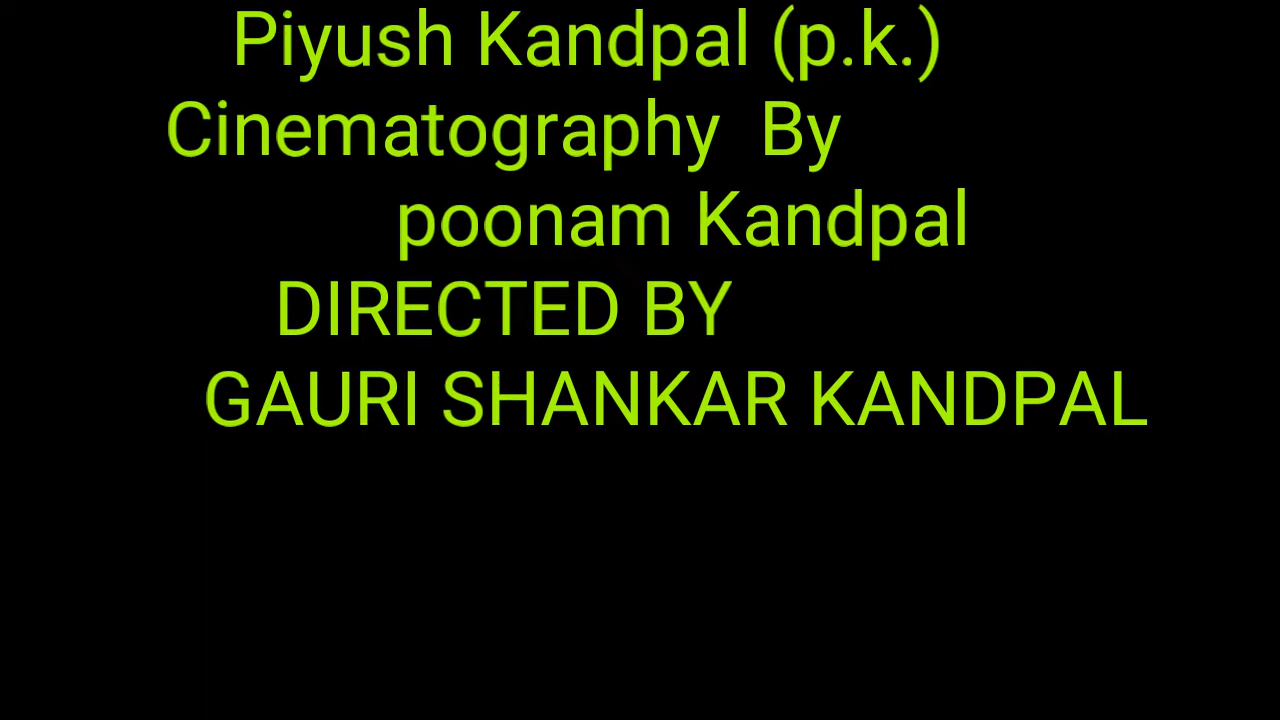 Piyush Kandpal (p.k.)
Cinematography  By
poonam Kandpal
DIRECTED BY
GAURI SHANKAR KANDPAL